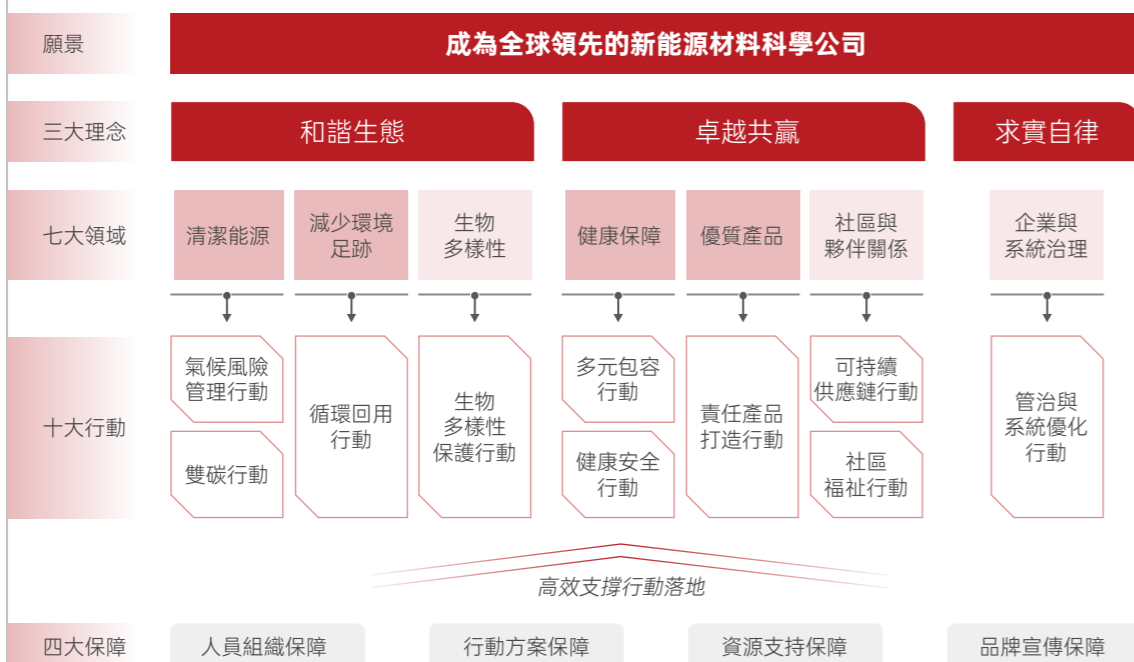 願景
成為全球領先的新能源材料科學公司
三大理念
和諧生態
卓越共贏
求實自律
七大領域
清潔能源
減少環境
足跡
生物
多樣性
健康保障
優質產品
社區與
夥伴關係
企業與
系統治理
十大行動
氣候風險
管理行動
雙碳行動
循環回用
行動
生物
多樣性
保護行動
多元包容
行動
健康安全
行動
責任產品
打造行動
可持續
供應鏈行動
社區
福祉行動
管治與
系統優化
行動
高效支撐行動落地
四大保障
人員組織保障
行動方案保障
資源支持保障
品牌宣傳保障